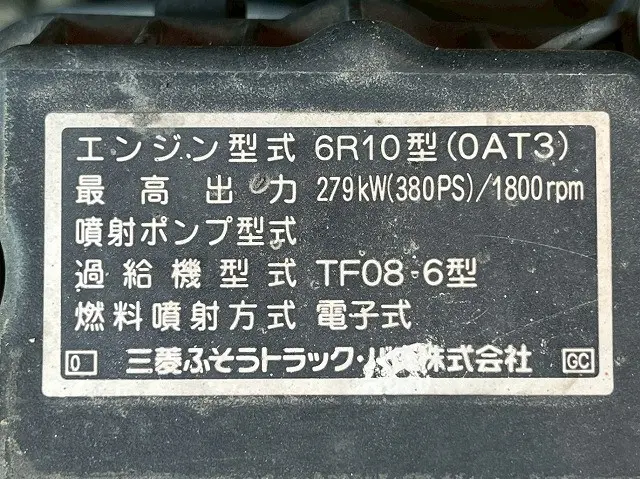 エンジン型式 6R10型(0AT3)
最高出力 279kW(380PS)/1800rpm
噴射ポンプ型式
過給機型式 TF08-6型
燃料噴射方式 電子式
0 三菱ふそうトラック・バス株式会社 GC